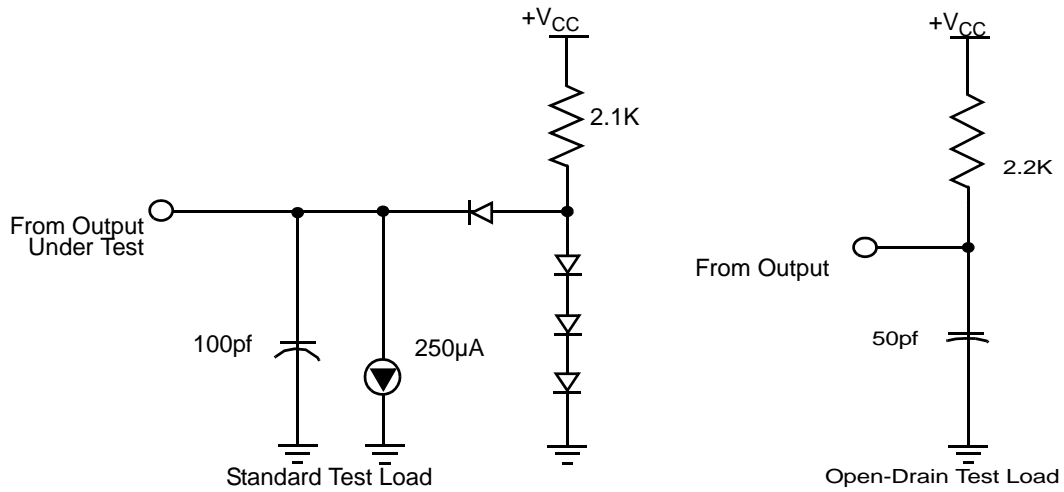 +VCC
2.1K
From Output
Under Test
100pf
250µA
Standard Test Load
+VCC
2.2K
From Output
50pf
Open-Drain Test Load